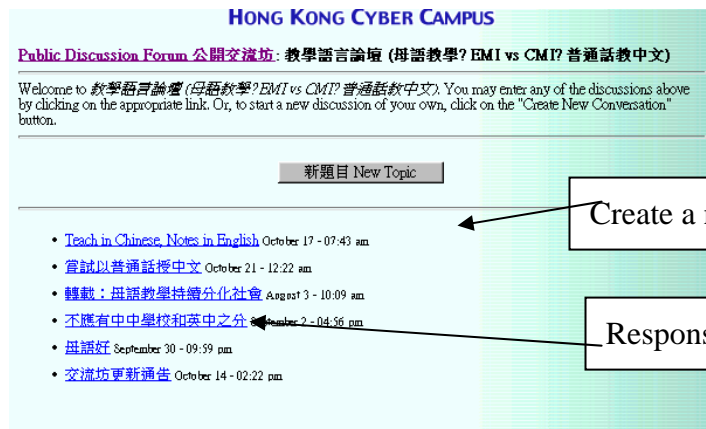 HONG KONG CYBER CAMPUS
Public Discussion Forum 公開交流坊: 教學語言論壇 (母語教學? EMI vs CMI? 普通話教中文)
Welcome to 教學語言論壇 (母語教學? EMI vs CMI? 普通話教中文). You may enter any of the discussions above
by clicking on the appropriate link. Or, to start a new discussion of your own, click on the "Create New Conversation"
button.
新題目 New Topic
Create a
Teach in Chinese, Notes in English October 17 - 07:43 am
嘗試以普通話授中文 October 21 - 12:22 am
轉載：母語教學持續分化社會 August 3 - 10:09 am
不應有中中學校和英中之分 September 2 - 04:56 pm
Respons
母語好 September 30 - 09:59 pm
交流坊更新通告 October 14 - 02:22 pm